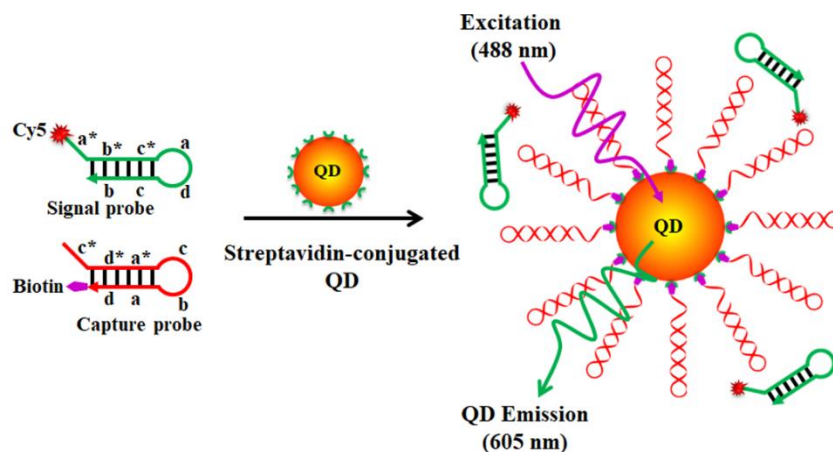 Excitation
(488 nm)
Cy5
a*
b*
c*
a
b
c
d
Signal probe
QD
c*
d*
a*
c
Biotin
d
a
b
Capture probe
Streptavidin-conjugated
QD
QD
QD Emission
(605 nm)